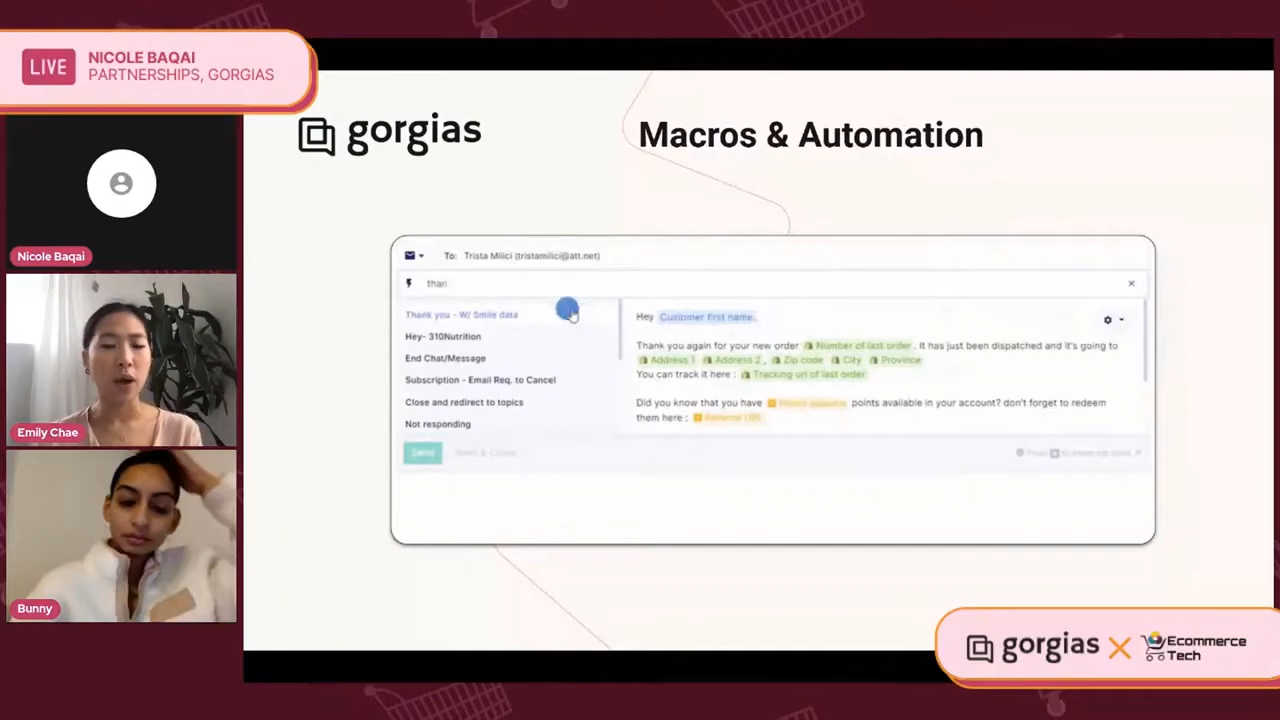 LIVE
NICOLE BAQAI
PARTNERSHIPS, GORGIAS
Nicole Baqai
Emily Chae
Bunny
gorgias
Macros & Automation
To: Trista Milici (tristamilici@att.net)
than
Thank you - W/ Smile data
Hey- 310Nutrition
End Chat/Message
Subscription - Email Req. to Cancel
Close and redirect to topics
Not responding
Hey Customer first name
Thank you again for your new order Number of last order . It has just been dispatched and it's going to
Address 1 Address 2 , Zip code City Province
You can track it here : Tracking url of last order
Did you know that you have points available in your account? don't forget to redeem
them here : Referral URL
Send
gorgias
Ecommerce
Tech